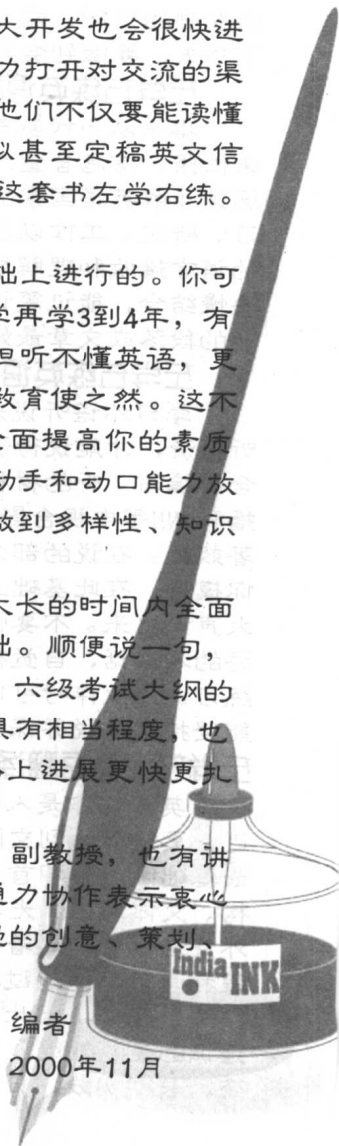 大开发也会很快进
力打开对交流的渠
他们不仅要能读懂
以甚至定稿英文信
这套书左学右练。
础上进行的。你可
学再学3到4年，有
但听不懂英语，更
教育使之然。这不
全面提高你的素质
动手和动口能力放
做到多样性、知识
太长的时间内全面
础。顺便说一句，
六级考试大纲的
具有相当程度，也
上进展更快更扎
副教授，也有讲
通力协作表示衷心
他的创意、策划、
India INK
编者
2000年11月